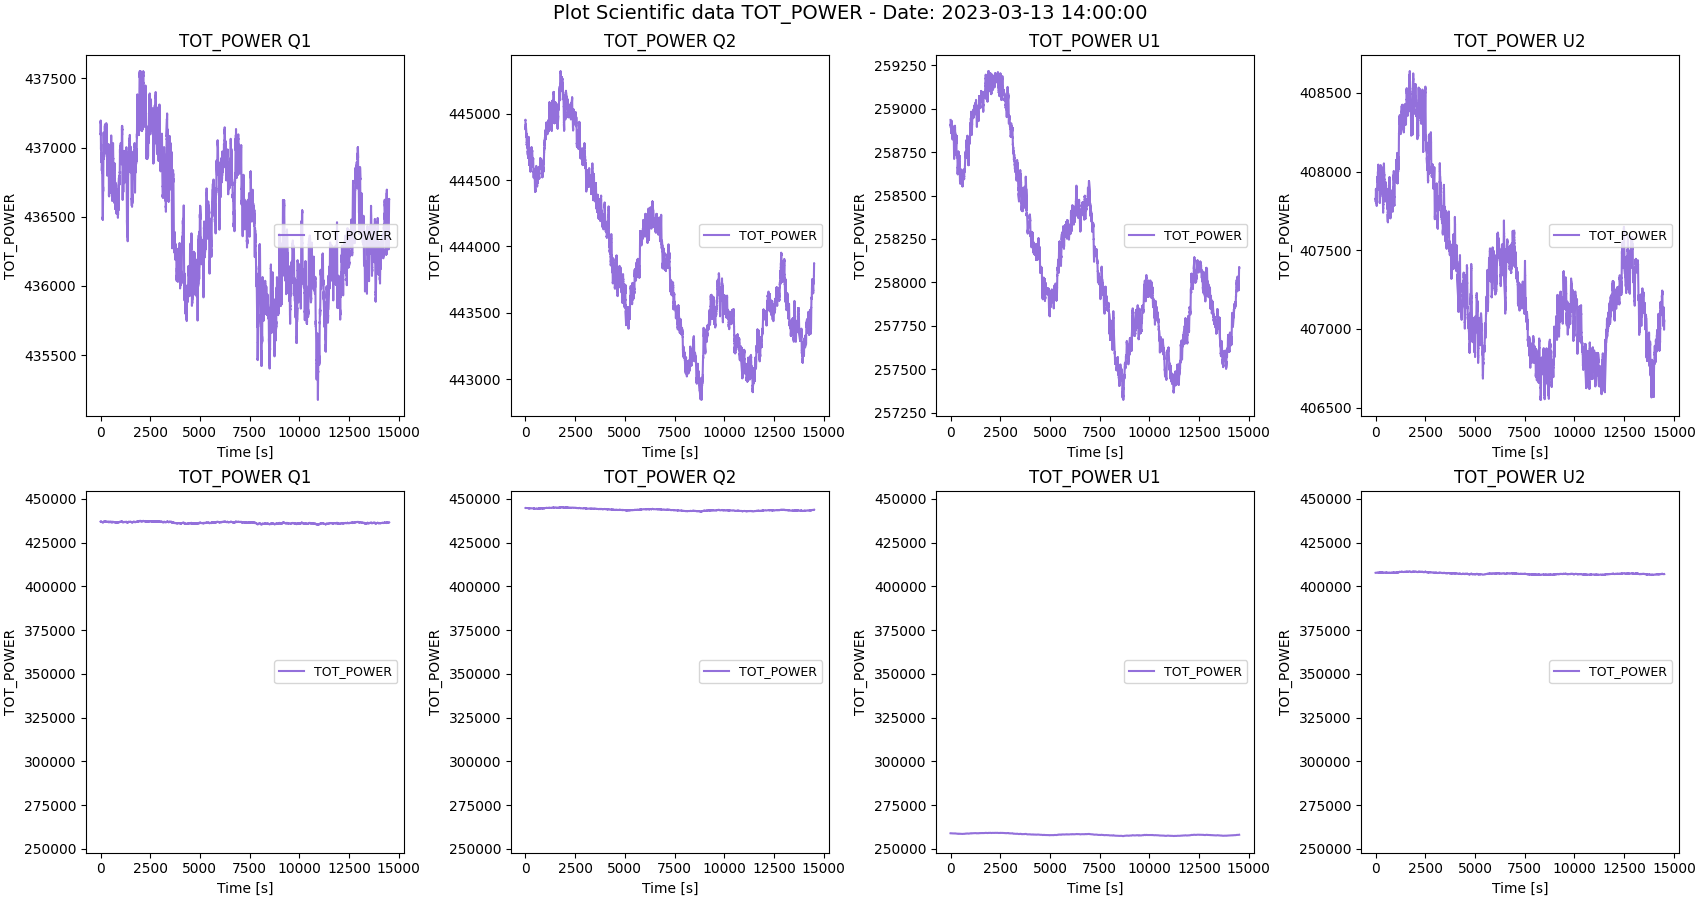 Plot Scientific data TOT_POWER - Date: 2023-03-13 14:00:00
TOT_POWER Q1
TOT_POWER
437500
437000
436500
436000
435500
0 2500 5000 7500 10000 12500 15000
Time [s]
TOT_POWER
TOT_POWER Q2
TOT_POWER
445000
444500
444000
443500
443000
0 2500 5000 7500 10000 12500 15000
Time [s]
TOT_POWER
TOT_POWER U1
TOT_POWER
259250
259000
258750
258500
258250
258000
257750
257500
257250
0 2500 5000 7500 10000 12500 15000
Time [s]
TOT_POWER
TOT_POWER U2
TOT_POWER
408500
408000
407500
407000
406500
0 2500 5000 7500 10000 12500 15000
Time [s]
TOT_POWER
TOT_POWER Q1
TOT_POWER
450000
425000
400000
375000
350000
325000
300000
275000
250000
0 2500 5000 7500 10000 12500 15000
Time [s]
TOT_POWER
TOT_POWER Q2
TOT_POWER
450000
425000
400000
375000
350000
325000
300000
275000
250000
0 2500 5000 7500 10000 12500 15000
Time [s]
TOT_POWER
TOT_POWER U1
TOT_POWER
450000
425000
400000
375000
350000
325000
300000
275000
250000
0 2500 5000 7500 10000 12500 15000
Time [s]
TOT_POWER
TOT_POWER U2
TOT_POWER
450000
425000
400000
375000
350000
325000
300000
275000
250000
0 2500 5000 7500 10000 12500 15000
Time [s]
TOT_POWER